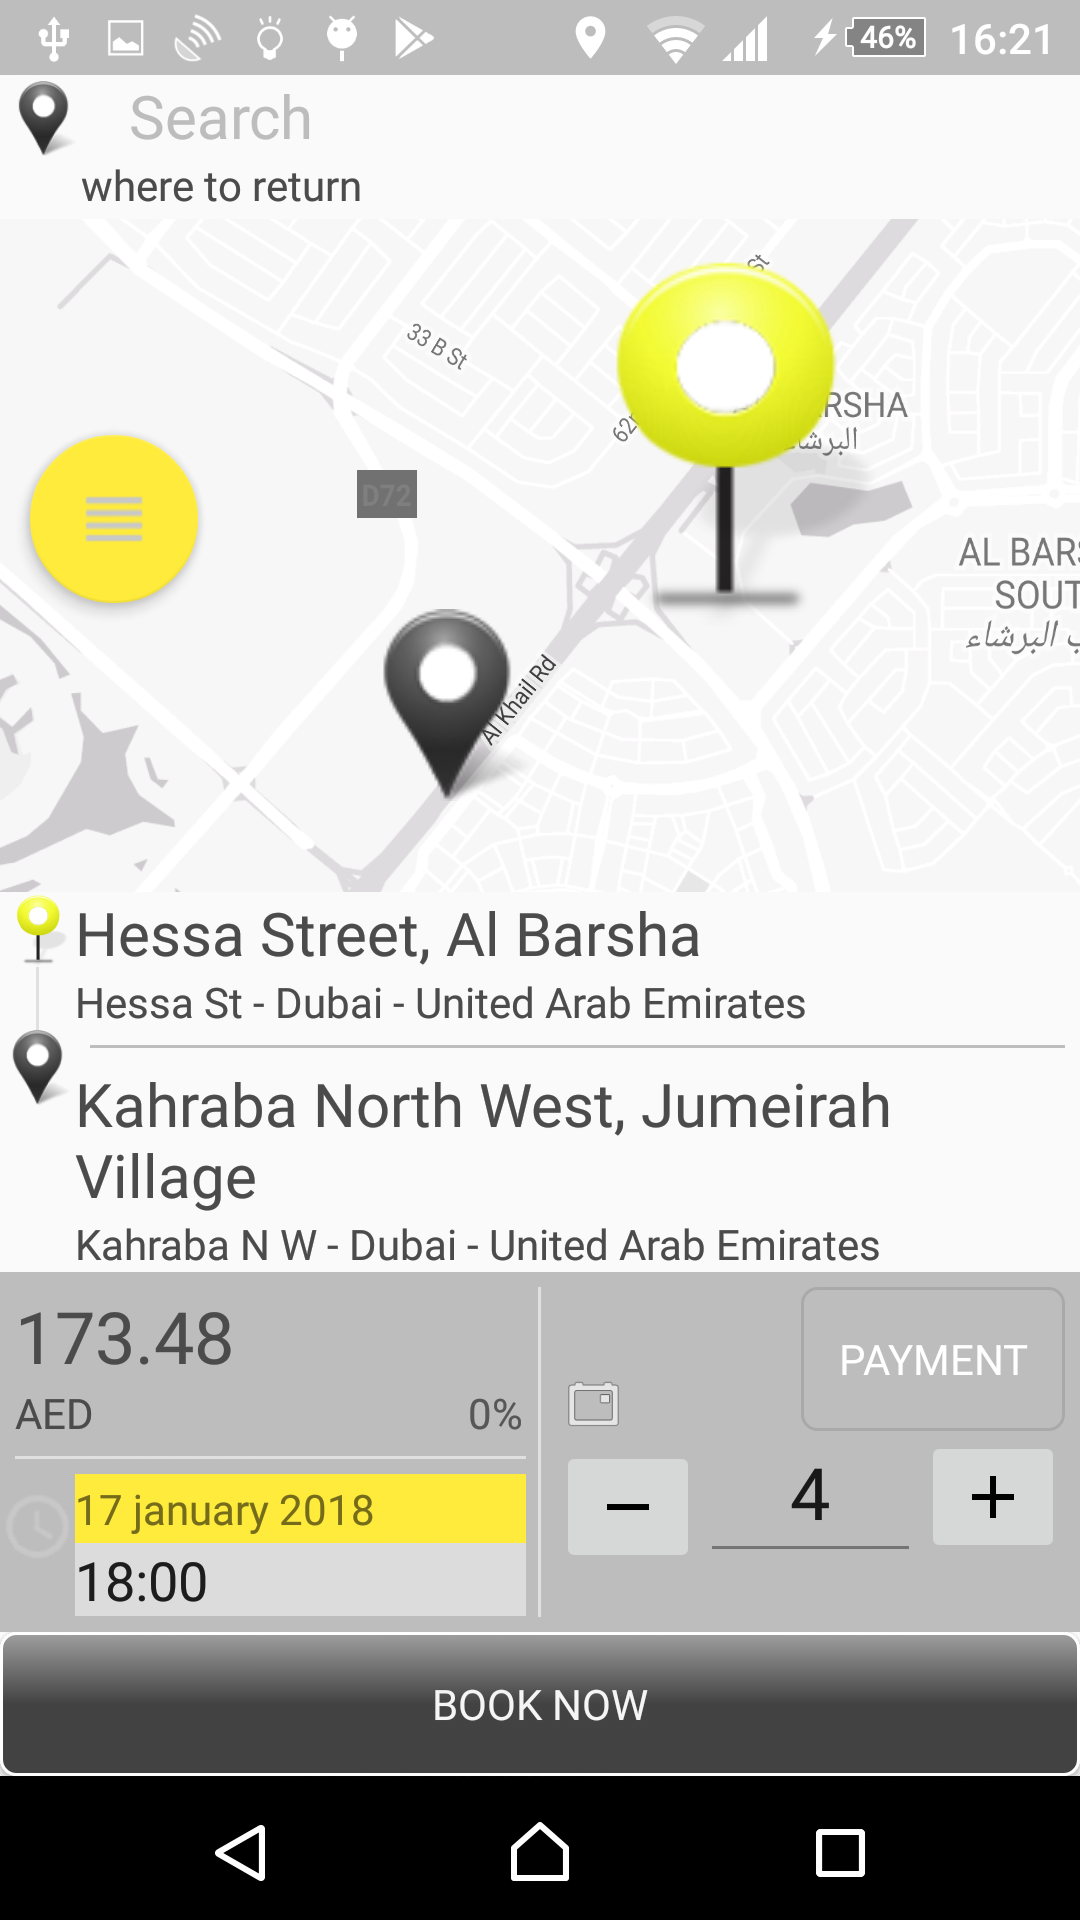 46% 16:21
Search
where to return
St
33 B St
62
RSHA
البرشاء
D72
AL BARS
SOUT
ب البرشاء
Al Khail Rd
Hessa Street, Al Barsha
Hessa St - Dubai - United Arab Emirates
Kahraba North West, Jumeirah
Village
Kahraba N W - Dubai - United Arab Emirates
173.48
AED 0%
PAYMENT
17 january 2018
18:00
4
BOOK NOW